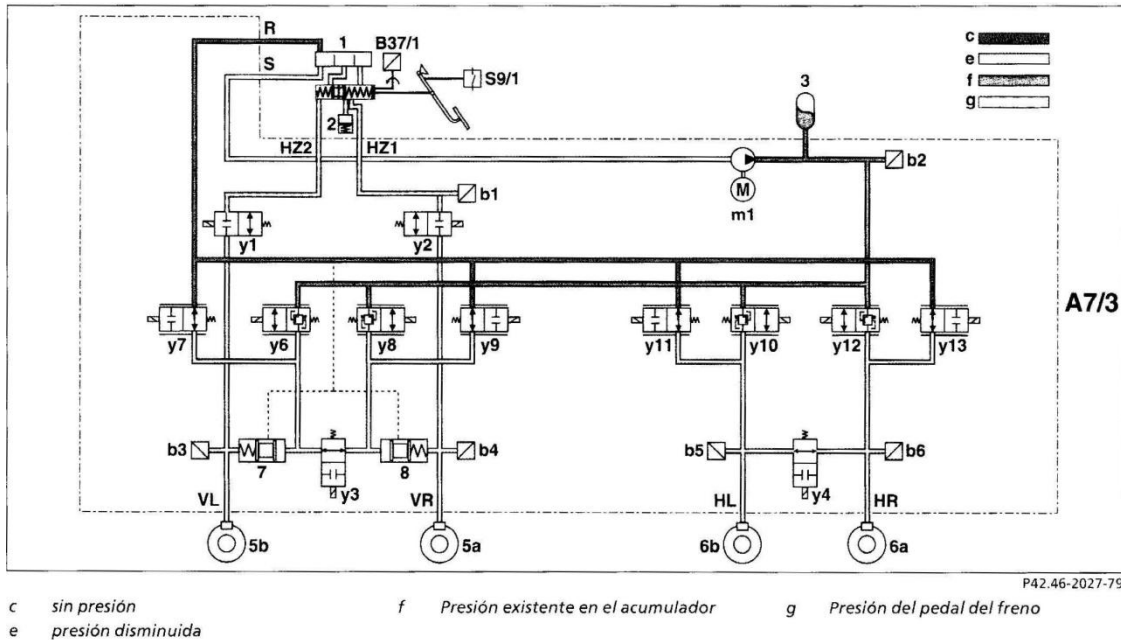 R
1
B37/1
c
S
S9/1
e
3
f
2
g
HZ2
HZ1
b2
b1
M
m1
y1
y2
A7/3
y7
y6
y8
y9
y11
y10
y12
y13
b3
7
y3
8
b4
b5
y4
b6
VL
VR
HL
HR
5b
5a
6b
6a
P42.46-2027-79
c sin presión f Presión existente en el acumulador g Presión del pedal del freno
e presión disminuida